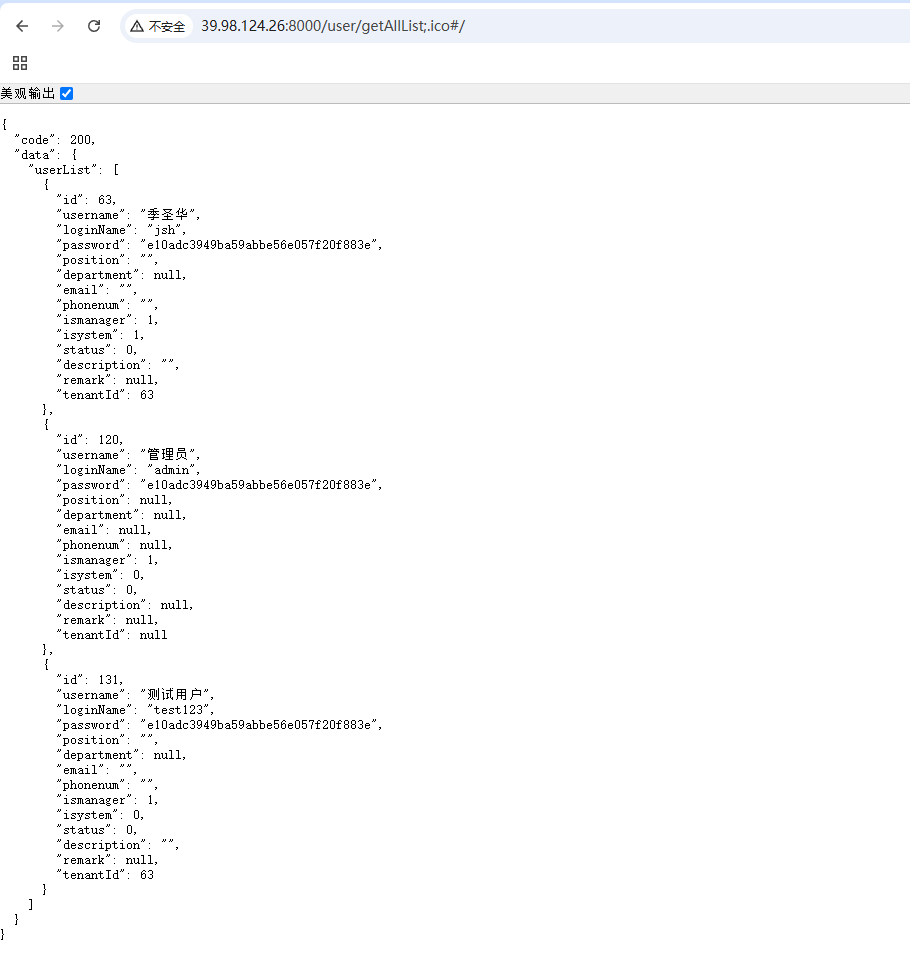 不安全 39.98.124.26:8000/user/getAllList;.ico#/
美观输出
{
"code": 200,
"data": {
"userList": [
{
"id": 63,
"username": "季圣华",
"loginName": "jsh",
"password": "e10adc3949ba59abbe56e057f20f883e",
"position": "",
"department": null,
"email": "",
"phonenum": "",
"ismanager": 1,
"isystem": 1,
"status": 0,
"description": "",
"remark": null,
"tenantId": 63
},
{
"id": 120,
"username": "管理员",
"loginName": "admin",
"password": "e10adc3949ba59abbe56e057f20f883e",
"position": null,
"department": null,
"email": null,
"phonenum": null,
"ismanager": 1,
"isystem": 0,
"status": 0,
"description": null,
"remark": null,
"tenantId": null
},
{
"id": 131,
"username": "测试用户",
"loginName": "test123",
"password": "e10adc3949ba59abbe56e057f20f883e",
"position": "",
"department": null,
"email": "",
"phonenum": "",
"ismanager": 1,
"isystem": 0,
"status": 0,
"description": "",
"remark": null,
"tenantId": 63
}
]
}
}